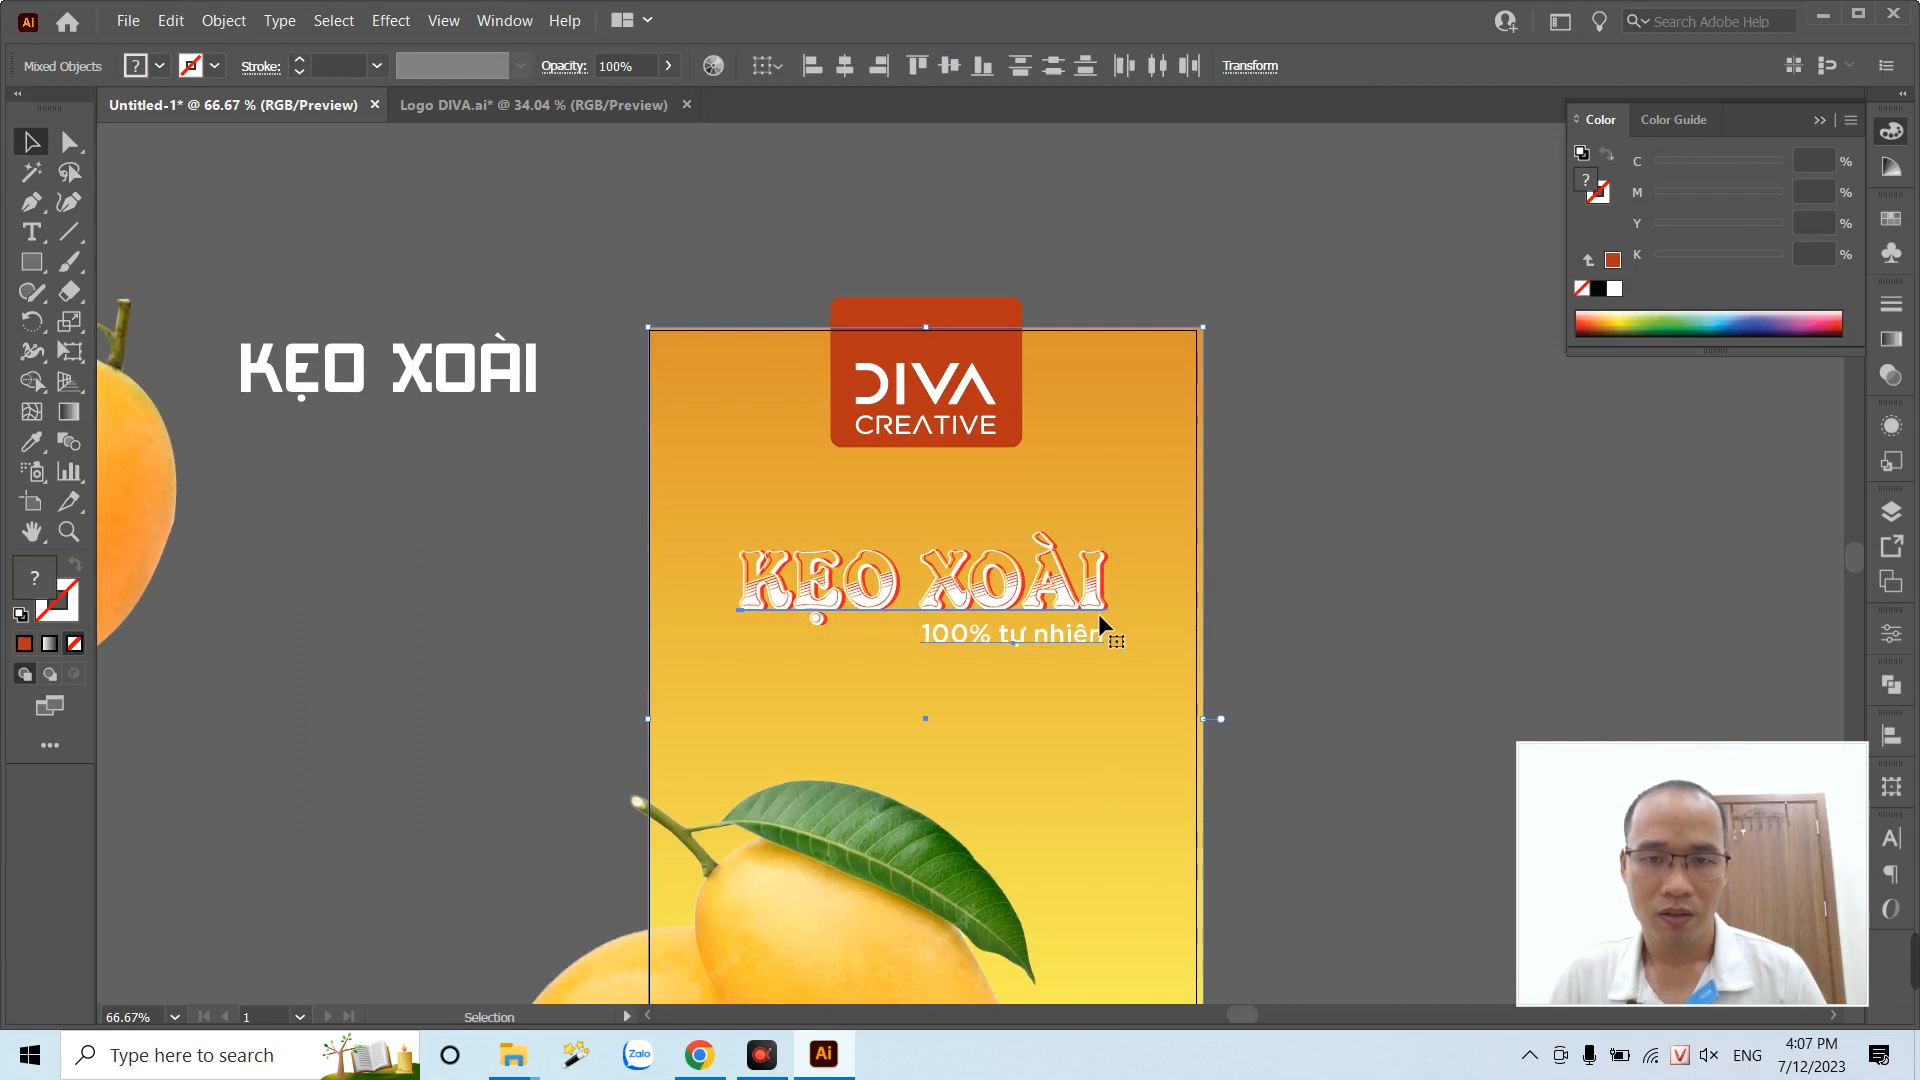 Ai File Edit Object Type Select Effect View Window Help Search Adobe Help
Mixed Objects ? Stroke: Opacity: 100% Transform
Untitled-1* @ 66.67 % (RGB/Preview) Logo DIVA.ai* @ 34.04 % (RGB/Preview)
Color Color Guide
C %
? M %
Y %
K %
KẸO XOÀI
DIVA
CREATIVE
KẸO XOÀI
100% tự nhiên
?
66.67% 1 Selection
Type here to search Zalo Ai V ENG 4:07 PM
7/12/2023